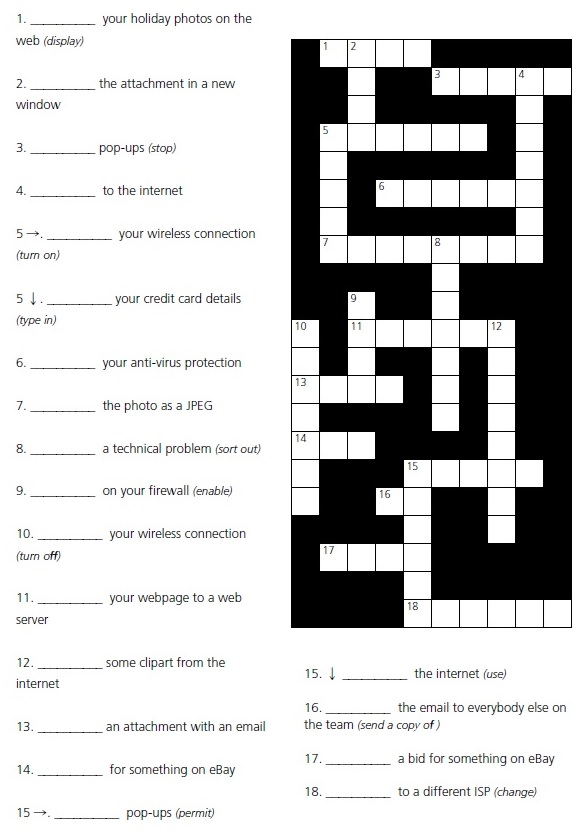 1. __________ your holiday photos on the
web (display)
2. __________ the attachment in a new
window
3. __________ pop-ups (stop)
4. __________ to the internet
5 →. __________ your wireless connection
(turn on)
5 ↓. __________ your credit card details
(type in)
6. __________ your anti-virus protection
7. __________ the photo as a JPEG
8. __________ a technical problem (sort out)
9. __________ on your firewall (enable)
10. __________ your wireless connection
(turn off)
11. __________ your webpage to a web
server
12. __________ some clipart from the
internet
13. __________ an attachment with an email
14. __________ for something on eBay
15 →. __________ pop-ups (permit)
1 2
3 4
5
6
7 8
9
10 11 12
13
14
15
16
17
18
15. ↓ __________ the internet (use)
16. __________ the email to everybody else on
the team (send a copy of )
17. __________ a bid for something on eBay
18. __________ to a different ISP (change)